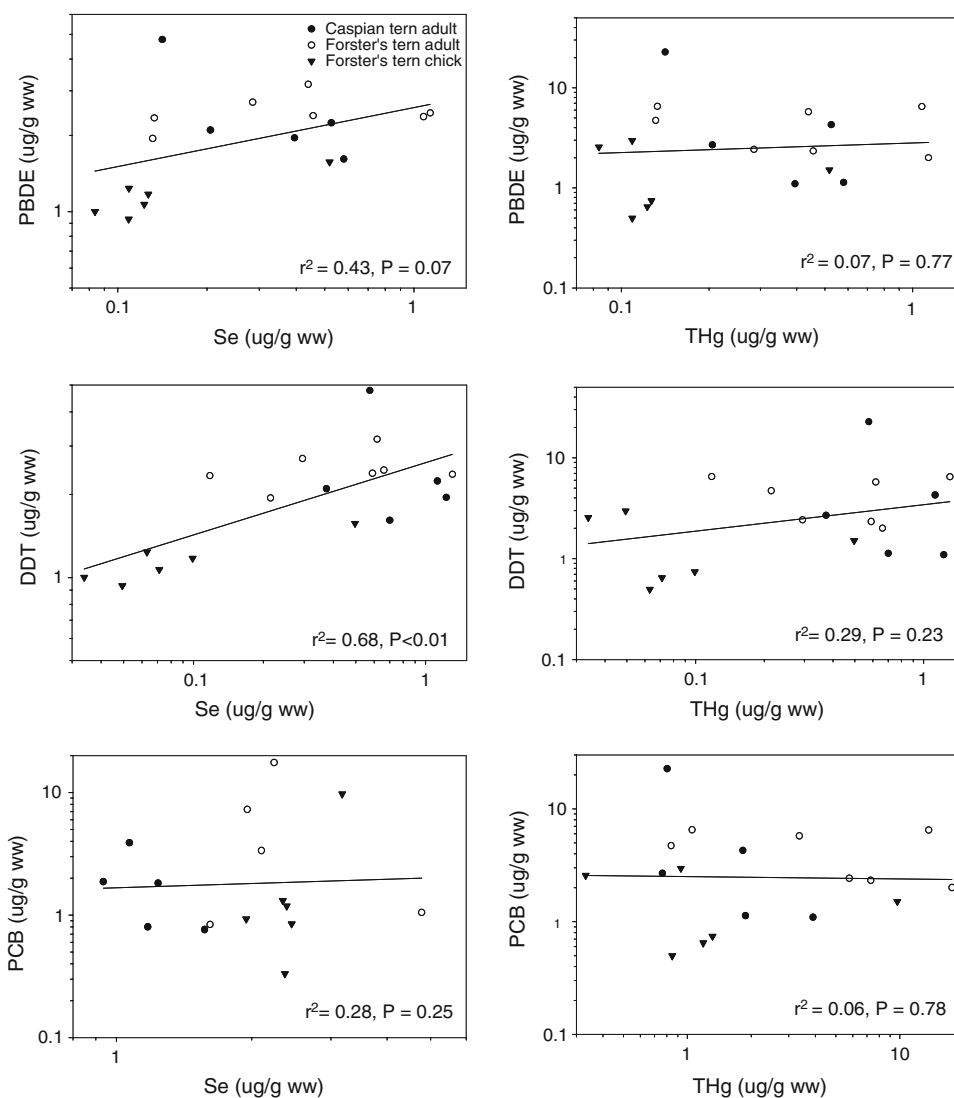 Caspian tern adult
Forster's tern adult
Forster's tern chick
PBDE (ug/g ww)
1
r² = 0.43, P = 0.07
0.1 1
Se (ug/g ww)
PBDE (ug/g ww)
10
1
0.1
r² = 0.07, P = 0.77
0.1 1
THg (ug/g ww)
DDT (ug/g ww)
1
r²= 0.68, P<0.01
0.1 1
Se (ug/g ww)
DDT (ug/g ww)
10
1
0.1
r²= 0.29, P = 0.23
0.1 1
THg (ug/g ww)
PCB (ug/g ww)
10
1
0.1
r² = 0.28, P = 0.25
1
Se (ug/g ww)
PCB (ug/g ww)
10
1
0.1
r² = 0.06, P = 0.78
1 10
THg (ug/g ww)